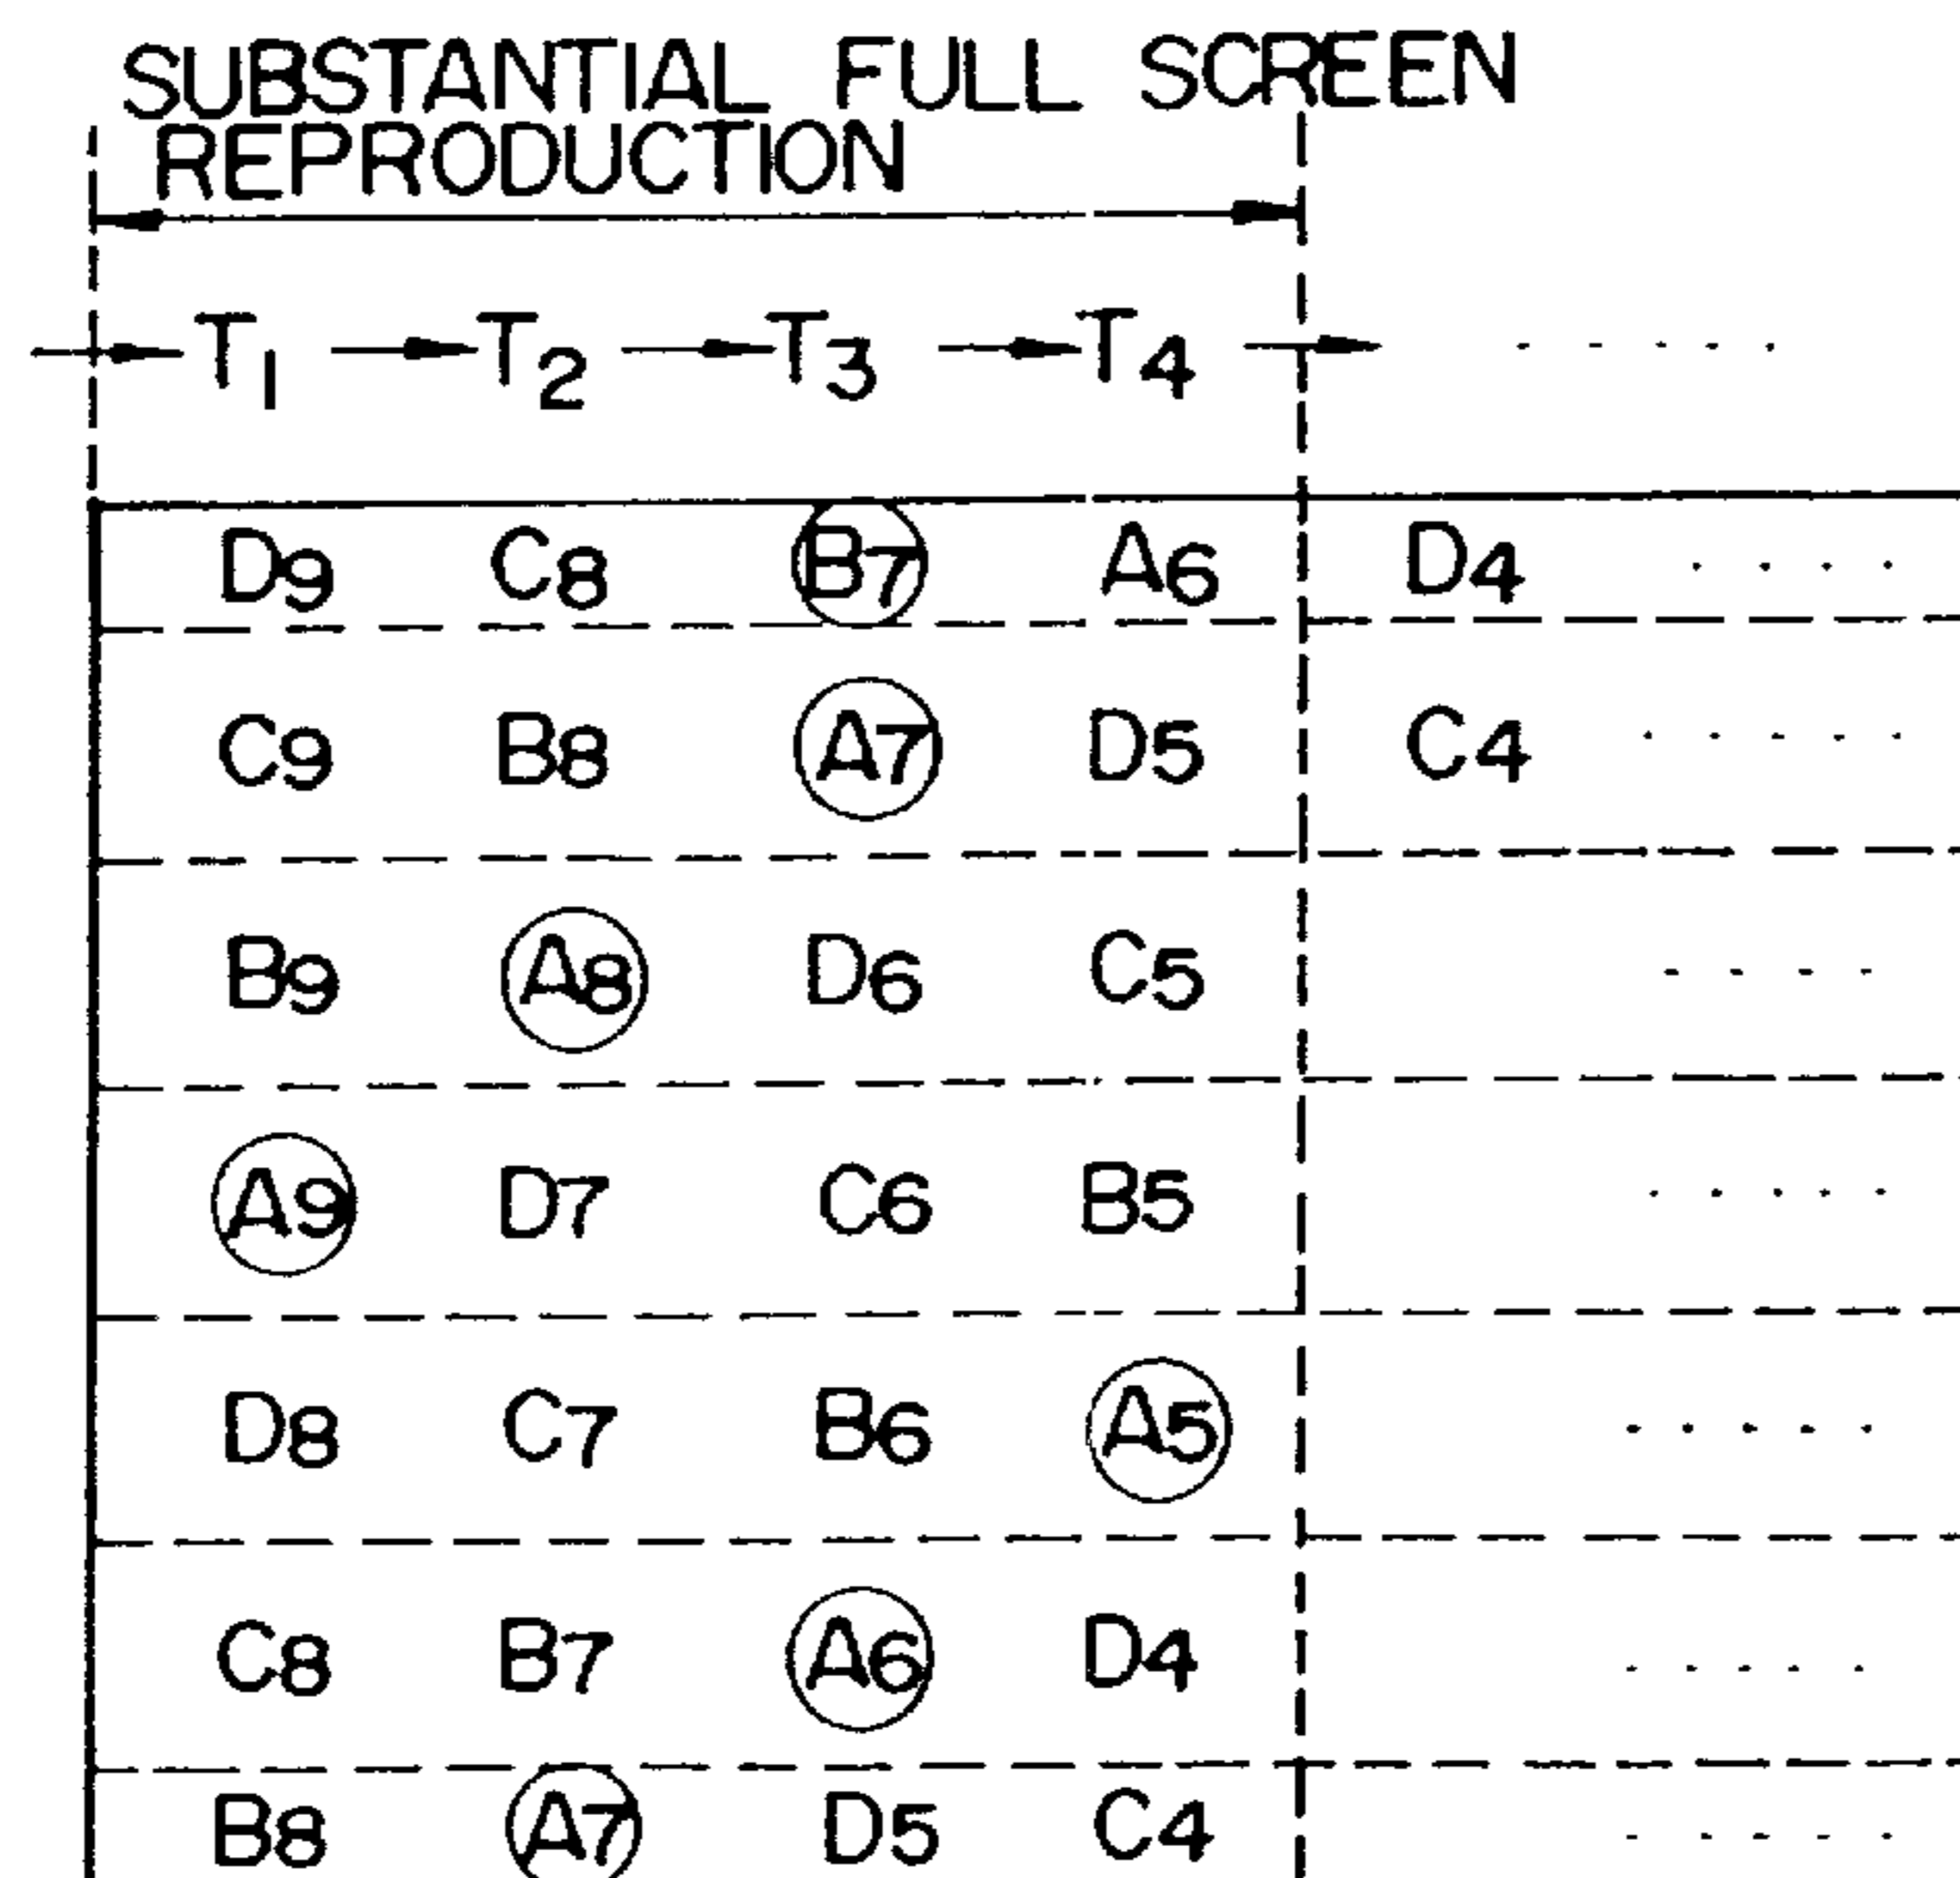 SUBSTANTIAL FULL SCREEN
REPRODUCTION
T1 T2 T3 T4 . . . . .
D9 C8 B7 A6 D4 . . . .
C9 B8 A7 D5 C4 . . . . .
B9 A8 D6 C5 . . . .
A9 D7 C6 B5 . . . . .
D8 C7 B6 A5 . . . . .
C8 B7 A6 D4 . . . . .
B8 A7 D5 C4 . . . . .